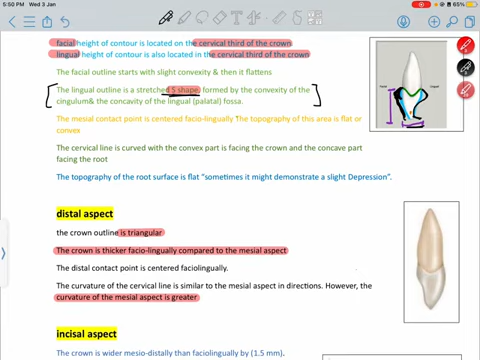 5:50 PM Sun Jan 2
65%
facial height of contour is located on the cervical third of the crown
lingual height of contour is also located in the cervical third of the crown
The facial outline starts with slight convexity & then it flattens
The lingual outline is a stretched S shape, formed by the convexity of the
cingulum& the concavity of the lingual (palatal) fossa.
The mesial contact point is centered facio-lingually The topography of this area is flat or
convex
The cervical line is curved with the convex part is facing the crown and the concave part
facing the root
The topography of the root surface is flat "sometimes it might demonstrate a slight Depression".
distal aspect
the crown outline is triangular
The crown is thicker facio-lingually compared to the mesial aspect
The distal contact point is centered faciolingually.
The curvature of the cervical line is similar to the mesial aspect in directions. However, the
curvature of the mesial aspect is greater
incisal aspect
The crown is wider mesio-distally than faciolingually by (1.5 mm).